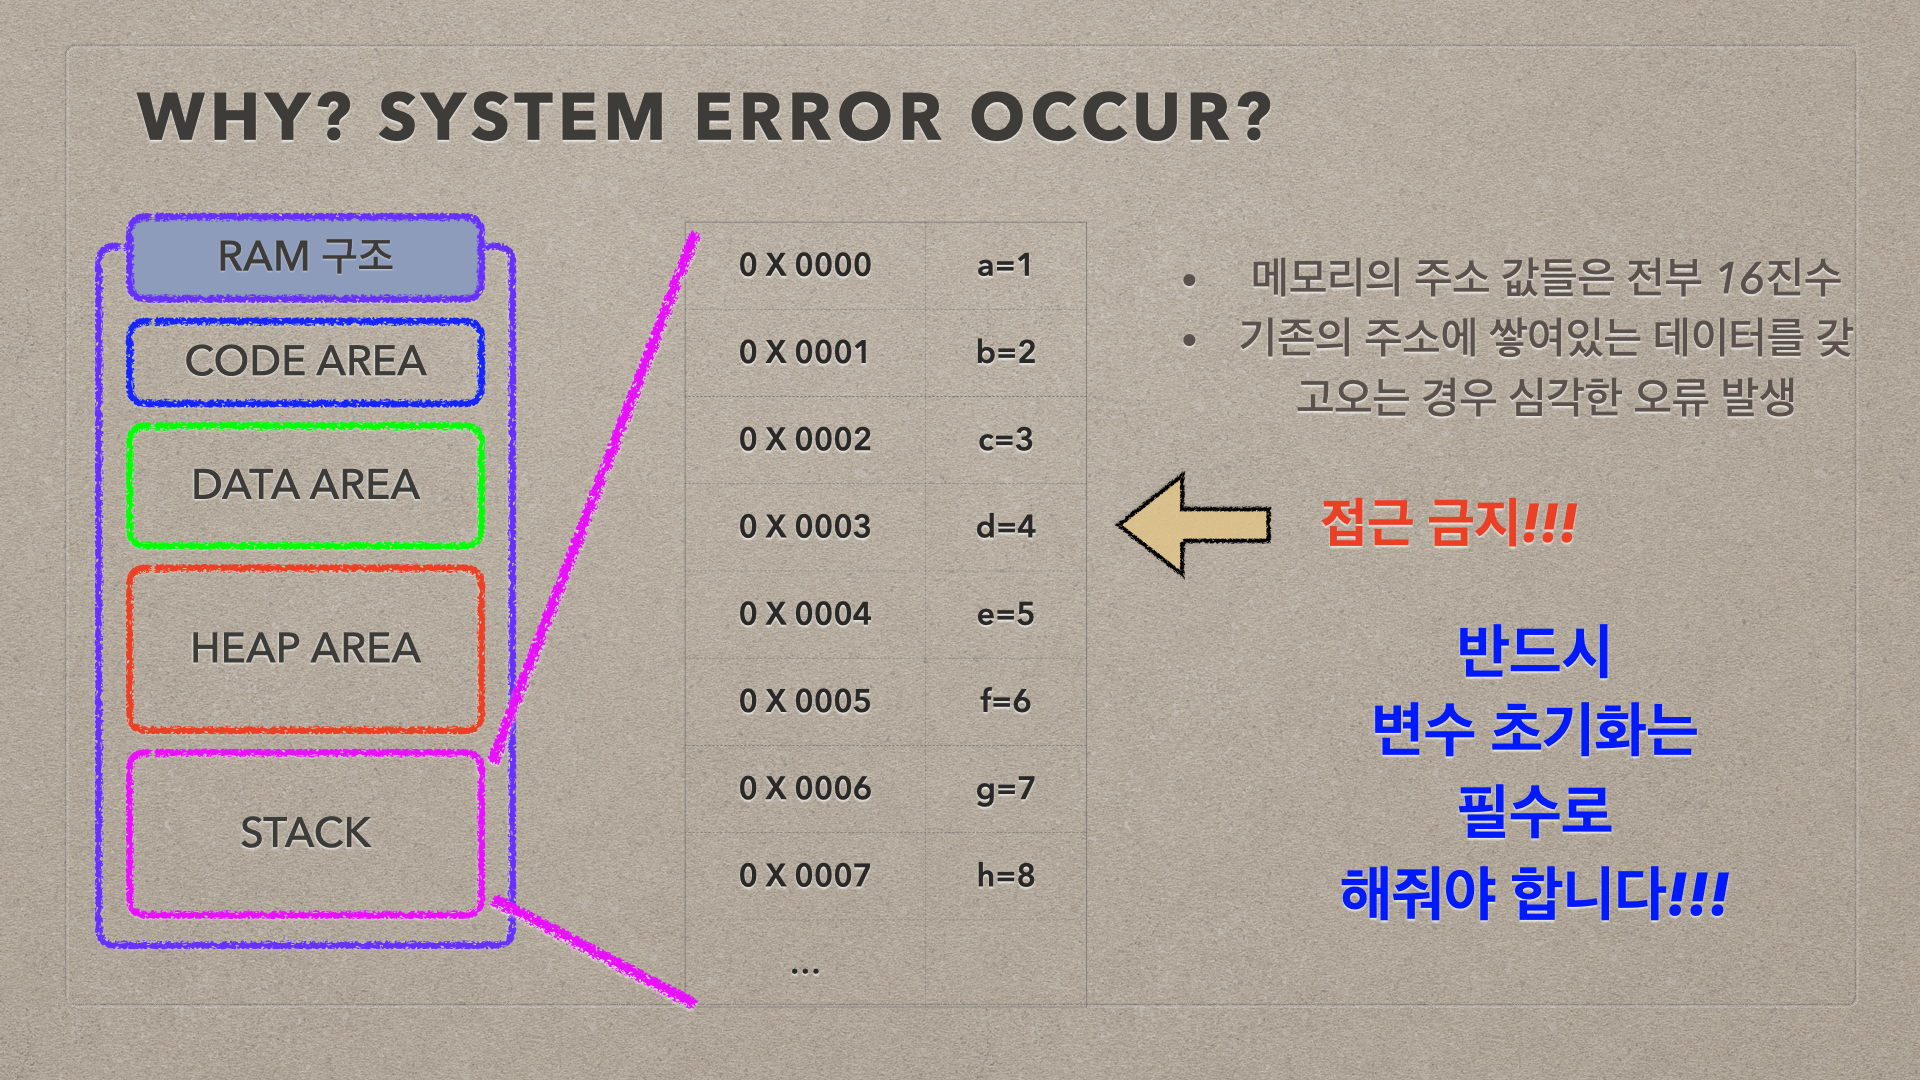 WHY? SYSTEM ERROR OCCUR?
RAM 구조
CODE AREA
DATA AREA
HEAP AREA
STACK
0 X 0000 a=1
0 X 0001 b=2
0 X 0002 c=3
0 X 0003 d=4
0 X 0004 e=5
0 X 0005 f=6
0 X 0006 g=7
0 X 0007 h=8
...
• 메모리의 주소 값들은 전부 16진수
• 기존의 주소에 쌓여있는 데이터를 갖
고오는 경우 심각한 오류 발생
접근 금지!!!
반드시
변수 초기화는
필수로
해줘야 합니다!!!